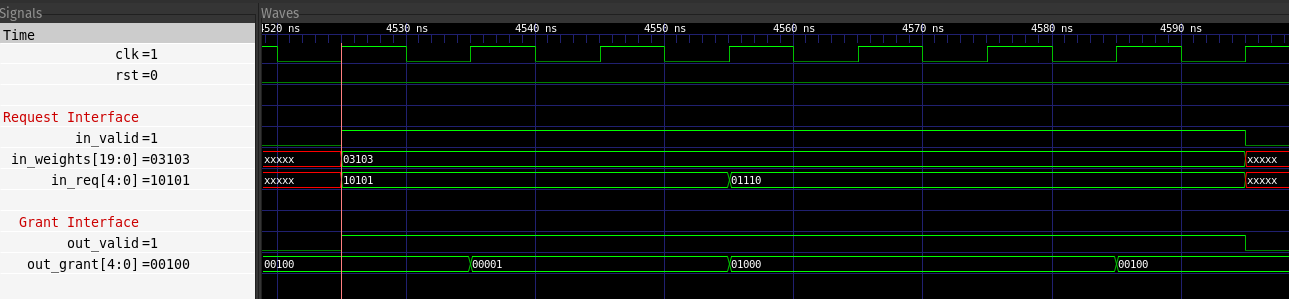 Signals
Waves
Time
4520 ns 4530 ns 4540 ns 4550 ns 4560 ns 4570 ns 4580 ns 4590 ns
clk=1
rst=0
Request Interface
in_valid=1
in_weights[19:0]=03103 xxxxx 03103 xxxxx
in_req[4:0]=10101 xxxxx 10101 01110 xxxxx
Grant Interface
out_valid=1
out_grant[4:0]=00100 00100 00001 01000 00100